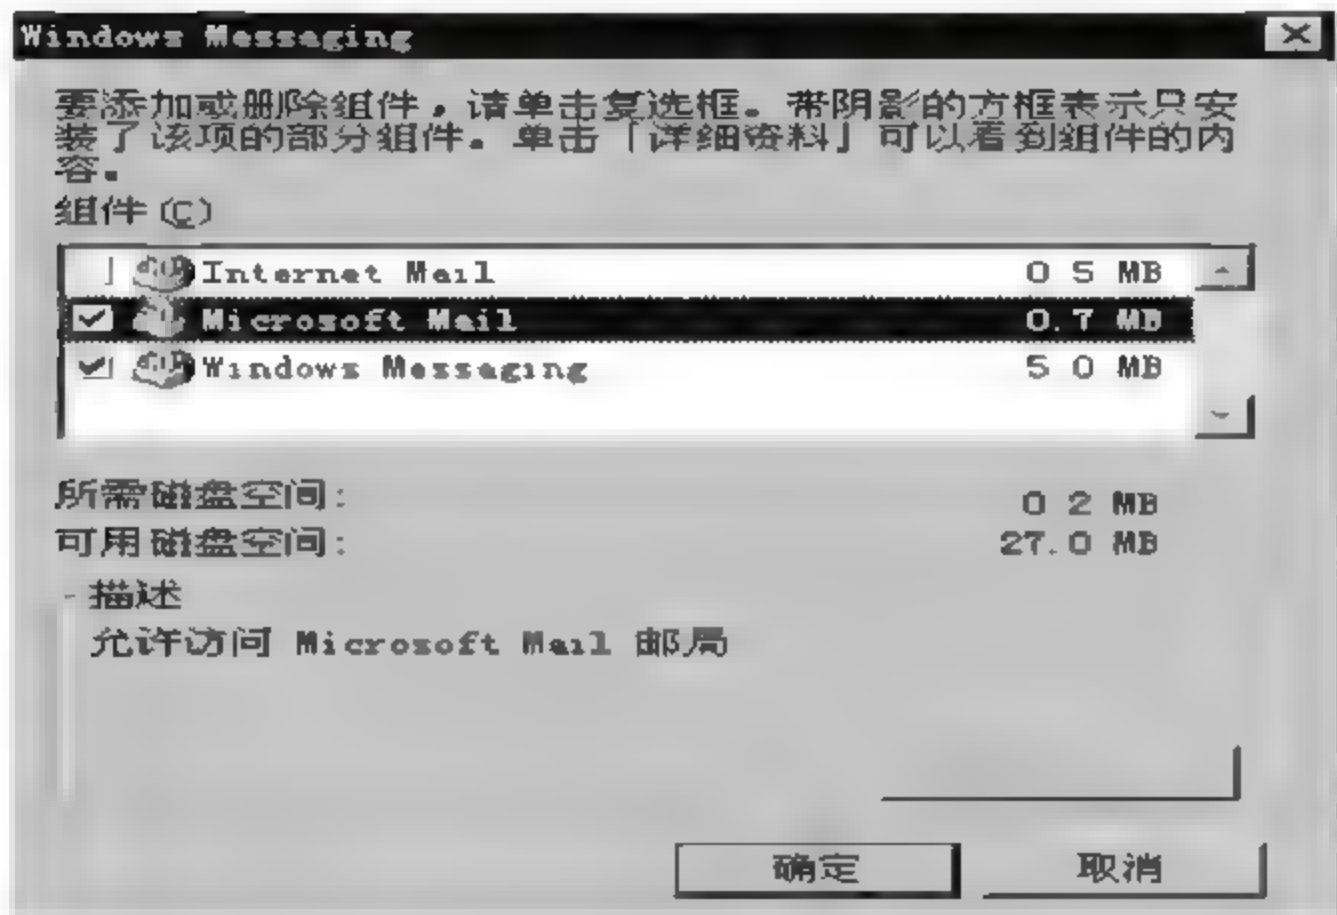 Windows Messaging
要添加或删除组件，请单击复选框。带阴影的方框表示只安
装了该项的部分组件。单击「详细资料」可以看到组件的内
容。
组件(C)
Internet Mail 0 5 MB
Microsoft Mail 0.7 MB
Windows Messaging 5 0 MB
所需磁盘空间: 0 2 MB
可用磁盘空间: 27.0 MB
描述
允许访问 Microsoft Mail 邮局
确定 取消